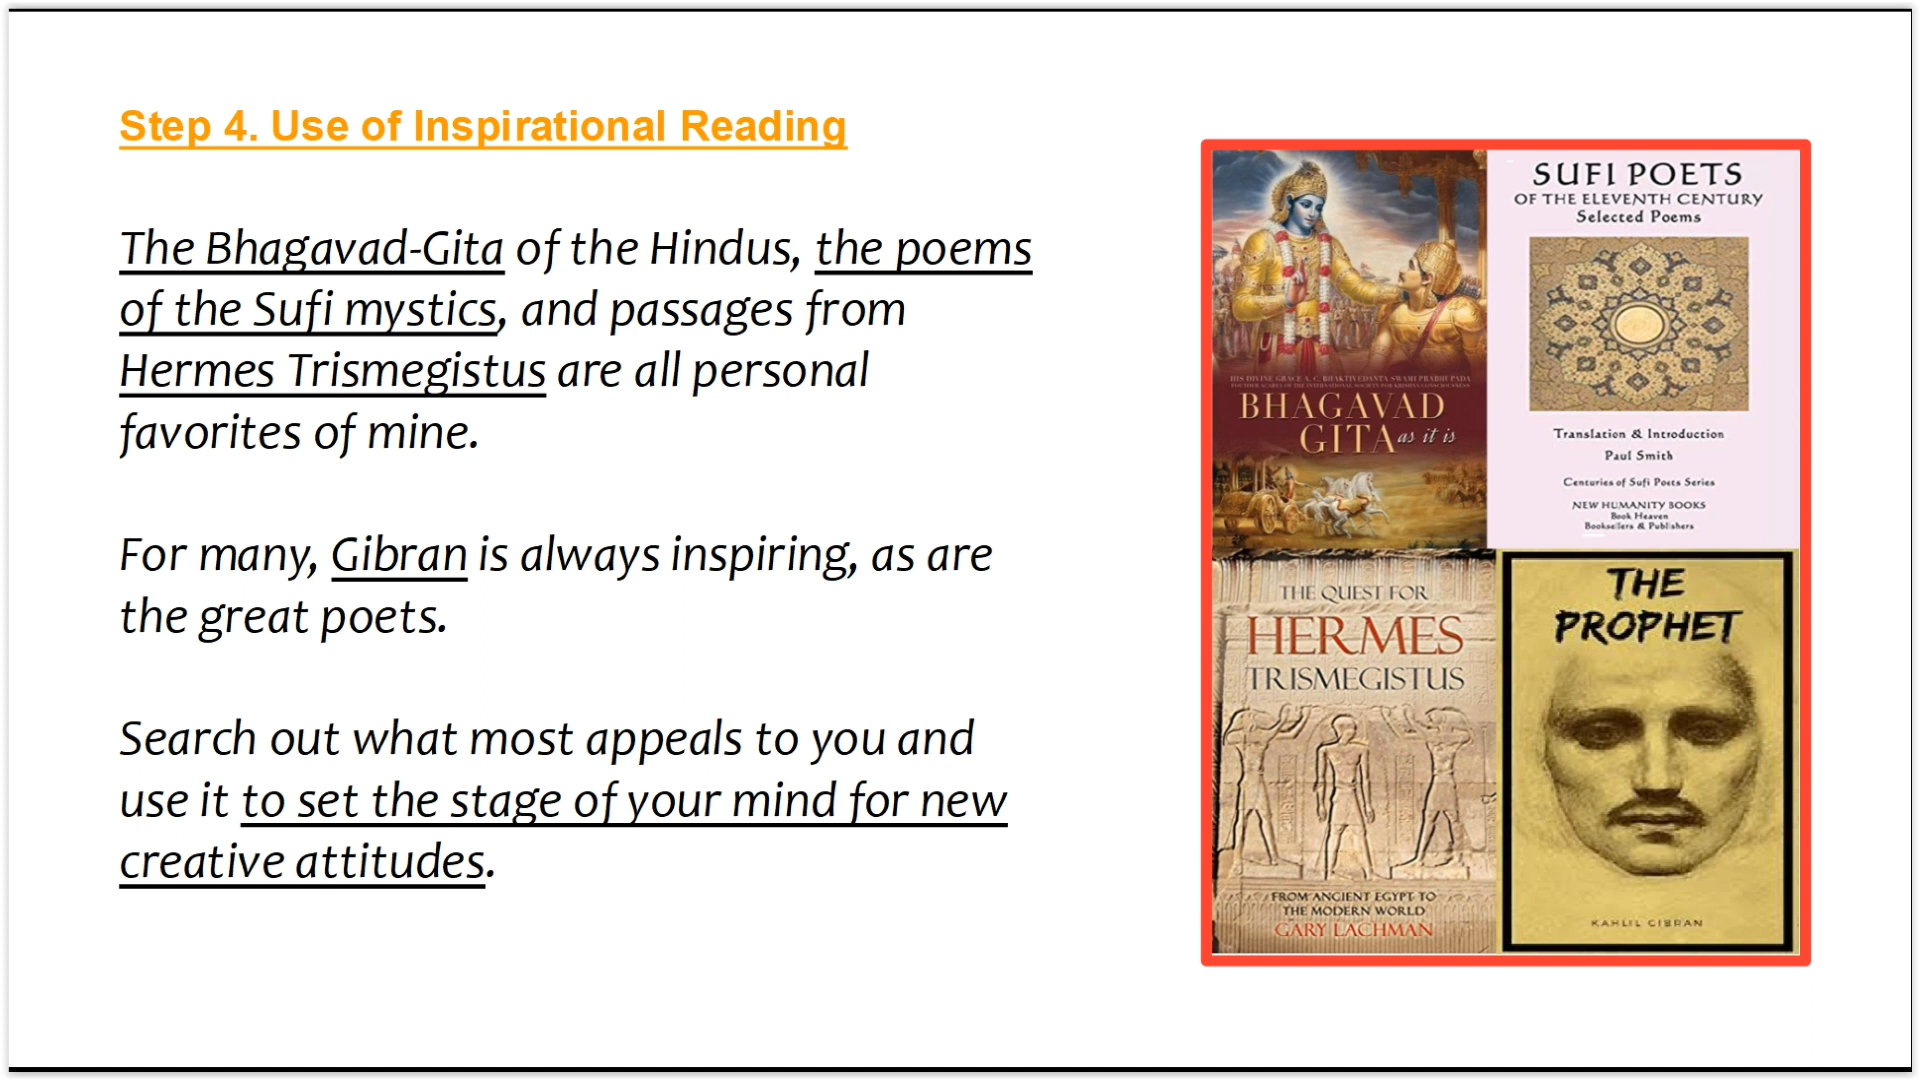 Step 4. Use of Inspirational Reading
The Bhagavad-Gita of the Hindus, the poems
of the Sufi mystics, and passages from
Hermes Trismegistus are all personal
favorites of mine.
For many, Gibran is always inspiring, as are
the great poets.
Search out what most appeals to you and
use it to set the stage of your mind for new
creative attitudes.
HIS DIVINE GRACE A. C. BHAKTIVEDANTA SWAMI PRABHUPADA
FOUNDER-ACARYA OF THE INTERNATIONAL SOCIETY FOR KRISHNA CONSCIOUSNESS
BHAGAVAD
GITA as it is
SUFI POETS
OF THE ELEVENTH CENTURY
Selected Poems
Translation & Introduction
Paul Smith
Centuries of Sufi Poets Series
NEW HUMANITY BOOKS
Book Heaven
Booksellers & Publishers
THE QUEST FOR
HERMES
TRISMEGISTUS
FROM ANCIENT EGYPT TO
THE MODERN WORLD
GARY LACHMAN
THE
PROPHET
KAHLIL GIBRAN